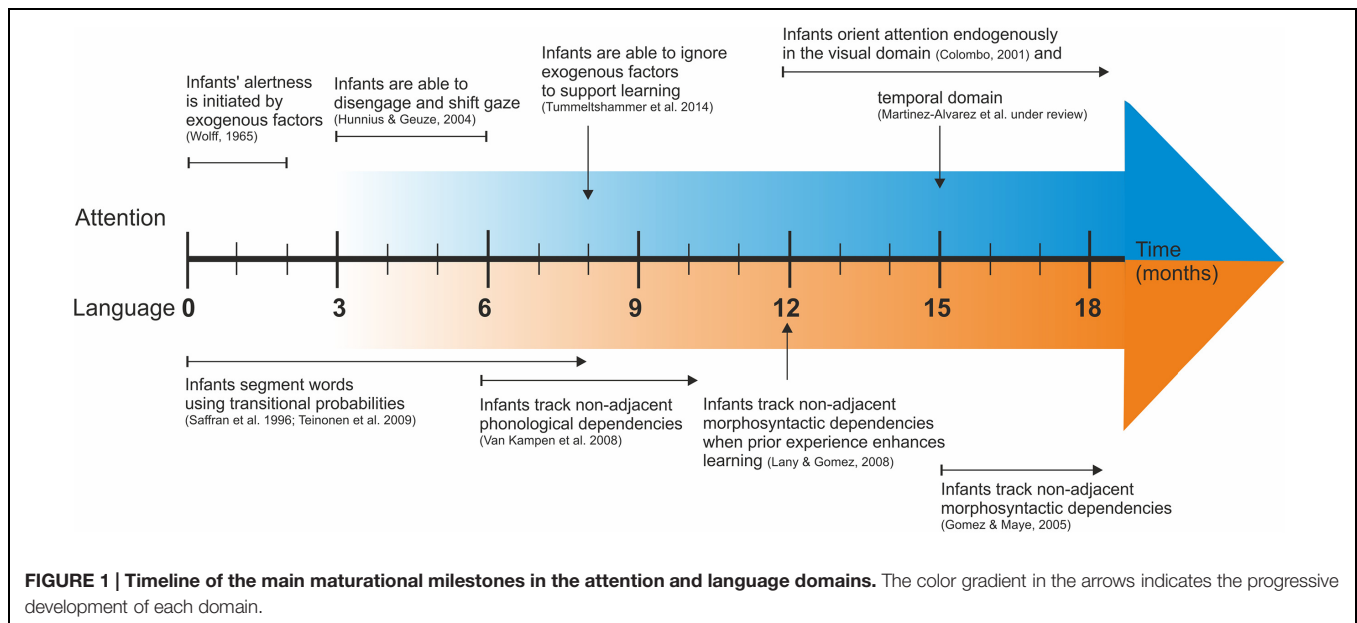 Infants' alertness
is initiated by
exogenous factors
(Wolff, 1965)
Infants are able to
disengage and shift gaze
(Hunnius & Geuze, 2004)
Infants are able to ignore
exogenous factors
to support learning
(Tummeltshammer et al. 2014)
Infants orient attention endogenously
in the visual domain (Colombo, 2001) and
temporal domain
(Martinez-Alvarez et al. under review)
Attention
Time
(months)
Language 0 3 6 9 12 15 18
Infants segment words
using transitional probabilities
(Saffran et al. 1996; Teinonen et al. 2009)
Infants track non-adjacent
phonological dependencies
(Van Kampen et al. 2008)
Infants track non-adjacent
morphosyntactic dependencies
when prior experience enhances
learning (Lany & Gomez, 2008)
Infants track non-adjacent
morphosyntactic dependencies
(Gomez & Maye, 2005)
FIGURE 1 | Timeline of the main maturational milestones in the attention and language domains. The color gradient in the arrows indicates the progressive
development of each domain.